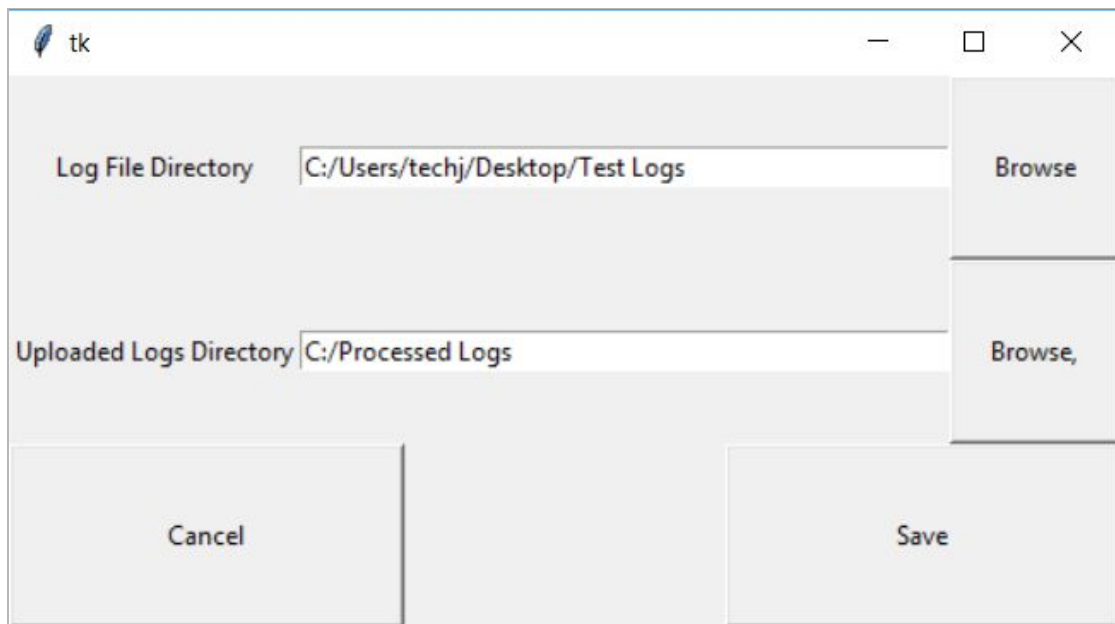 tk
Log File Directory C:/Users/techj/Desktop/Test Logs Browse
Uploaded Logs Directory C:/Processed Logs Browse,
Cancel Save